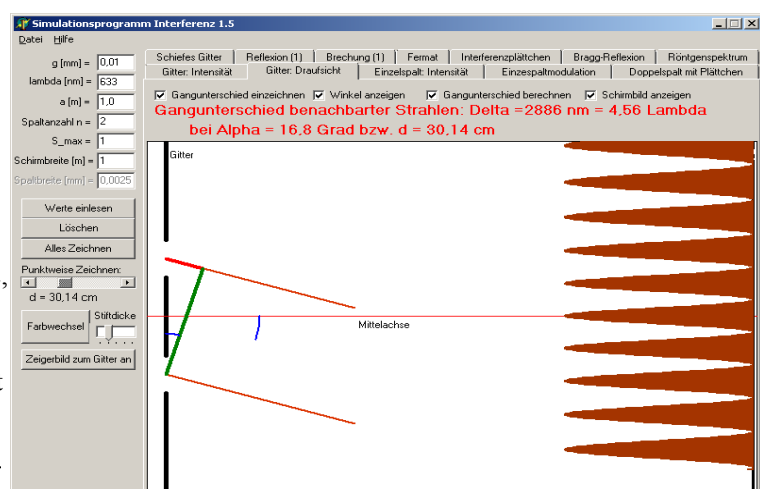 Simulationsprogramm Interferenz 1.5
Datei Hilfe
g [mm] = 0,01
lambda [nm] = 633
a [m] = 1,0
Spaltanzahl n = 2
S_max = 1
Schirmbreite [m] = 1
Spaltbreite [mm] = 0,0025
Werte einlesen
Löschen
Alles Zeichnen
Punktweise Zeichnen:
d = 30,14 cm
Farbwechsel
Stiftdicke
Zeigerbild zum Gitter an
Schiefes Gitter Reflexion (1) Brechung (1) Fermat Interferenzplättchen Bragg-Reflexion Röntgenspektrum
Gitter: Intensität Gitter: Draufsicht Einzelspalt: Intensität Einzespaltmodulation Doppelspalt mit Plättchen
Gangunterschied einzeichnen Winkel anzeigen Gangunterschied berechnen Schirmbild anzeigen
Gangunterschied benachbarter Strahlen: Delta =2886 nm = 4,56 Lambda
bei Alpha = 16,8 Grad bzw. d = 30,14 cm
Gitter
Mittelachse